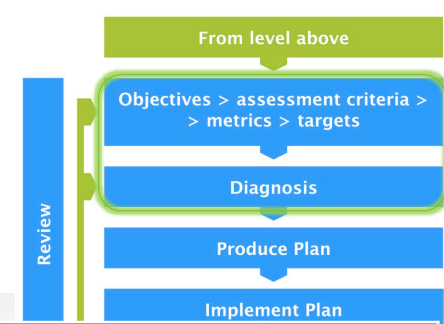 From level above
Objectives > assessment criteria >
> metrics > targets
Diagnosis
Produce Plan
Implement Plan
Review